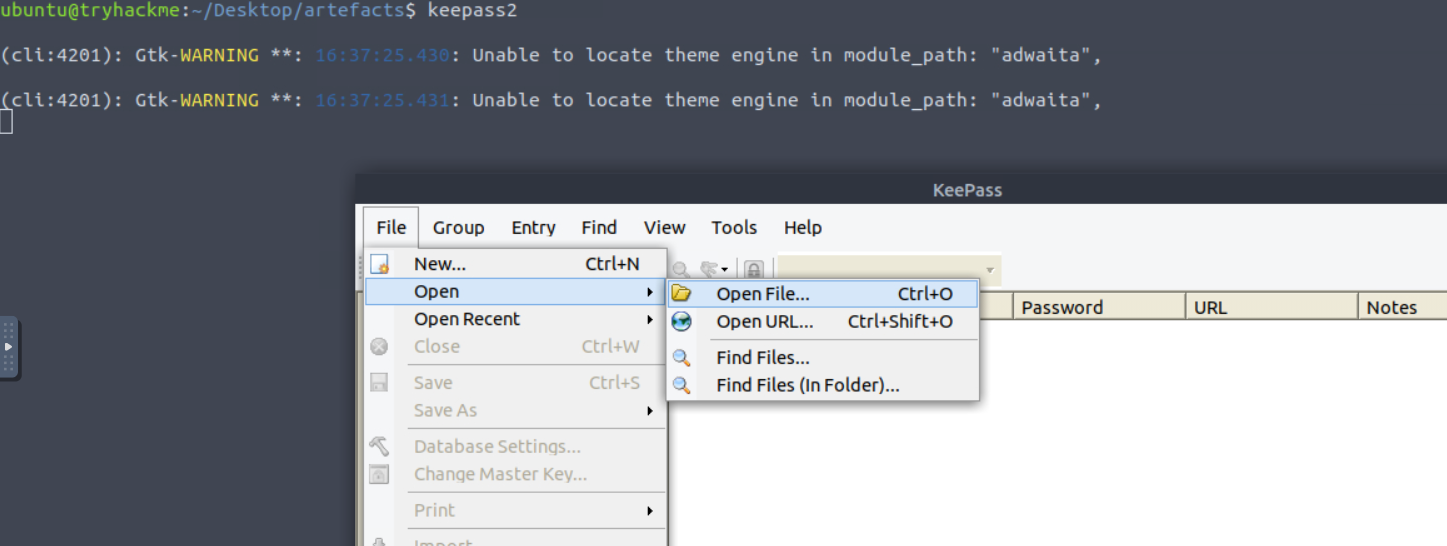 ubuntu@tryhackme:~/Desktop/artefacts$ keepass2
(cli:4201): Gtk-WARNING **: 16:37:25.430: Unable to locate theme engine in module_path: "adwaita",
(cli:4201): Gtk-WARNING **: 16:37:25.431: Unable to locate theme engine in module_path: "adwaita",
KeePass
File Group Entry Find View Tools Help
New... Ctrl+N
Open Open File... Ctrl+O Password URL Notes
Open Recent Open URL... Ctrl+Shift+O
Close Ctrl+W
Find Files...
Save Ctrl+S Find Files (In Folder)...
Save As
Database Settings...
Change Master Key...
Print
Import